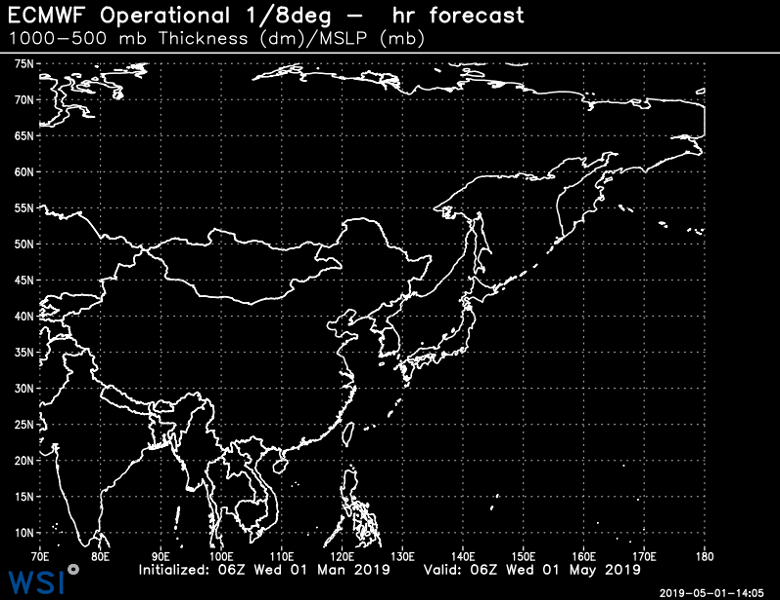 ECMWF Operational 1/8deg – hr forecast
1000–500 mb Thickness (dm)/MSLP (mb)
75N
70N
65N
60N
55N
50N
45N
40N
35N
30N
25N
20N
15N
10N
70E 80E 90E 100E 110E 120E 130E 140E 150E 160E 170E 180
Initialized: 06Z Wed 01 Man 2019 Valid: 06Z Wed 01 May 2019
WSI
2019-05-01-14:05